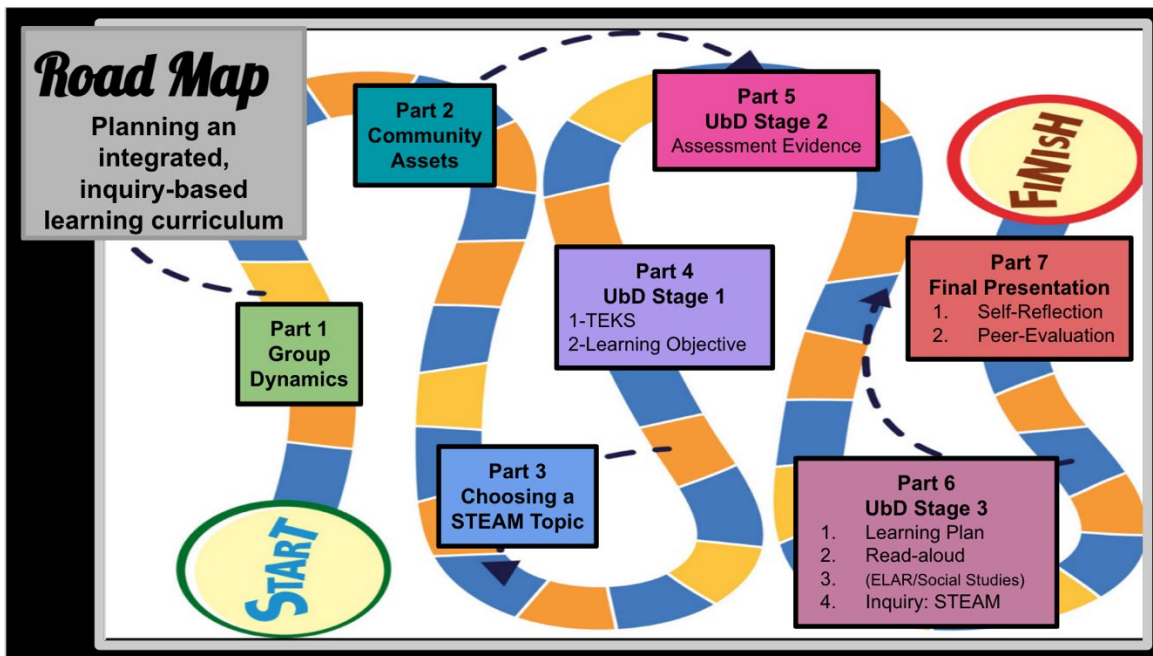 Road Map
Planning an
integrated,
inquiry-based
learning curriculum
START
Part 1
Group
Dynamics
Part 2
Community
Assets
Part 3
Choosing a
STEAM Topic
Part 4
UbD Stage 1
1-TEKS
2-Learning Objective
Part 5
UbD Stage 2
Assessment Evidence
Part 6
UbD Stage 3
1. Learning Plan
2. Read-aloud
3. (ELAR/Social Studies)
4. Inquiry: STEAM
Part 7
Final Presentation
1. Self-Reflection
2. Peer-Evaluation
FINISH